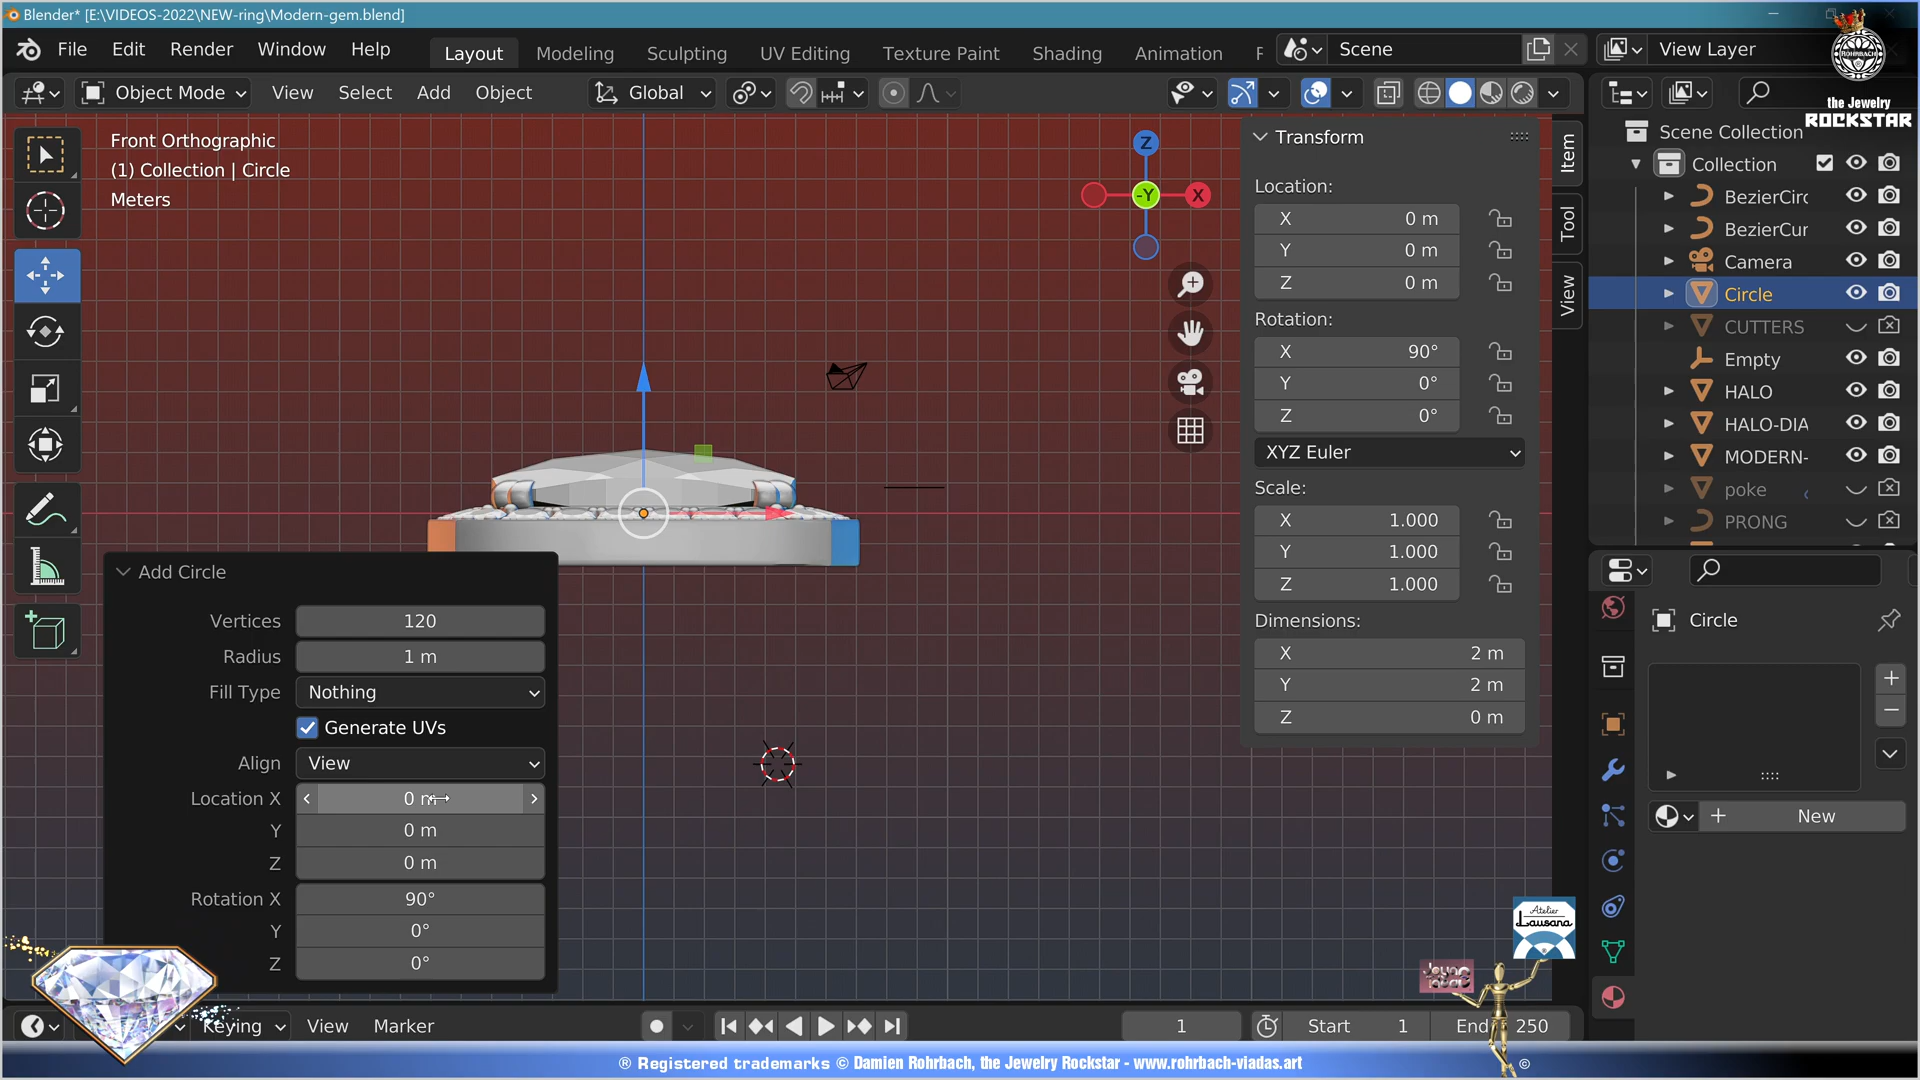 Blender* [E:\VIDEOS-2022\NEW-ring\Modern-gem.blend]
File Edit Render Window Help
Layout Modeling Sculpting UV Editing Texture Paint Shading Animation
Scene
View Layer
ROHRBACH
the Jewelry
ROCKSTAR
Object Mode View Select Add Object Global
Front Orthographic
(1) Collection | Circle
Meters
Z
-Y
X
Transform
Location:
X 0 m
Y 0 m
Z 0 m
Rotation:
X 90°
Y 0°
Z 0°
XYZ Euler
Scale:
X 1.000
Y 1.000
Z 1.000
Dimensions:
X 2 m
Y 2 m
Z 0 m
Item
Tool
View
Scene Collection
Collection
BezierCirc
BezierCur
Camera
Circle
CUTTERS
Empty
HALO
HALO-DIA
MODERN-
poke
PRONG
Circle
New
Add Circle
Vertices 120
Radius 1 m
Fill Type Nothing
Generate UVs
Align View
Location X 0 m
Y 0 m
Z 0 m
Rotation X 90°
Y 0°
Z 0°
Atelier
Lausana
Keying View Marker
1
Start 1
End 250
® Registered trademarks © Damien Rohrbach, the Jewelry Rockstar - www.rohrbach-viadas.art
©